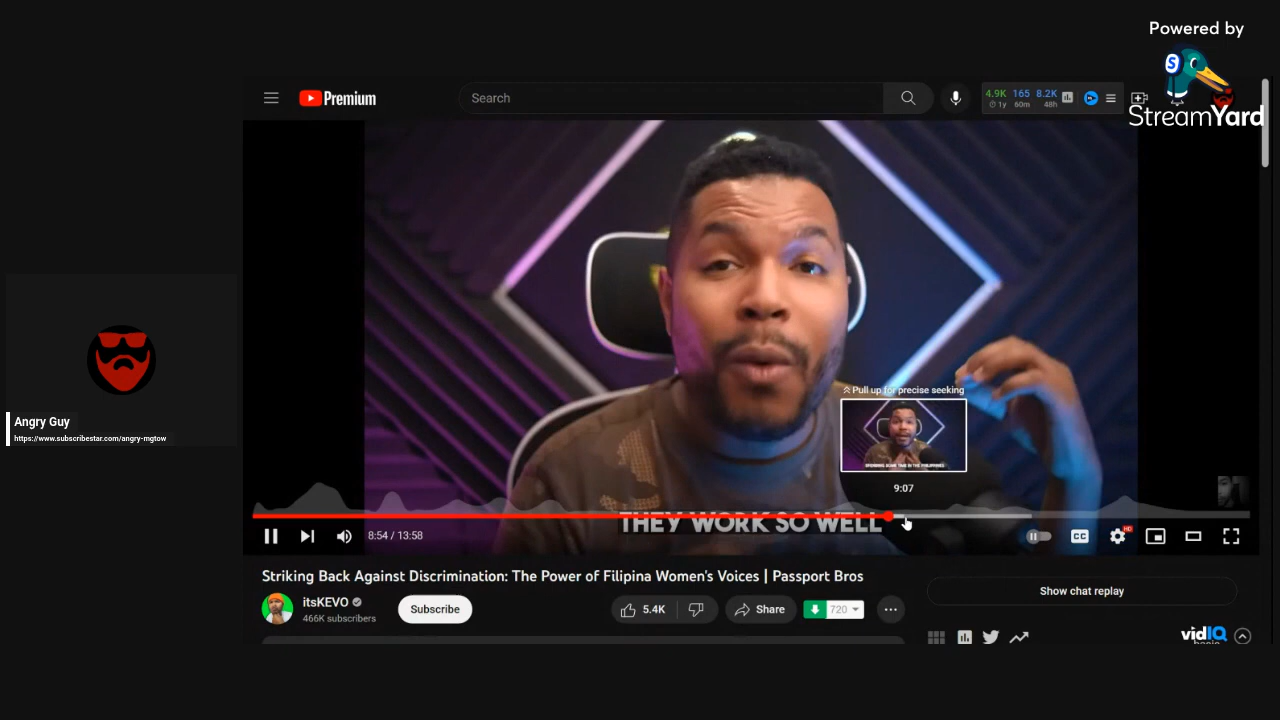 Powered by
StreamYard
Premium
Search
4.9K 165 8.2K
1y 60m 48h
Pull up for precise seeking
9:07
THEY WORK SO WELL
8:54 / 13:58
CC
HD
Angry Guy
https://www.subscribestar.com/angry-mgtow
Striking Back Against Discrimination: The Power of Filipina Women's Voices | Passport Bros
itsKEVO
466K subscribers
Subscribe
5.4K
Share
720
Show chat replay
vidIQ